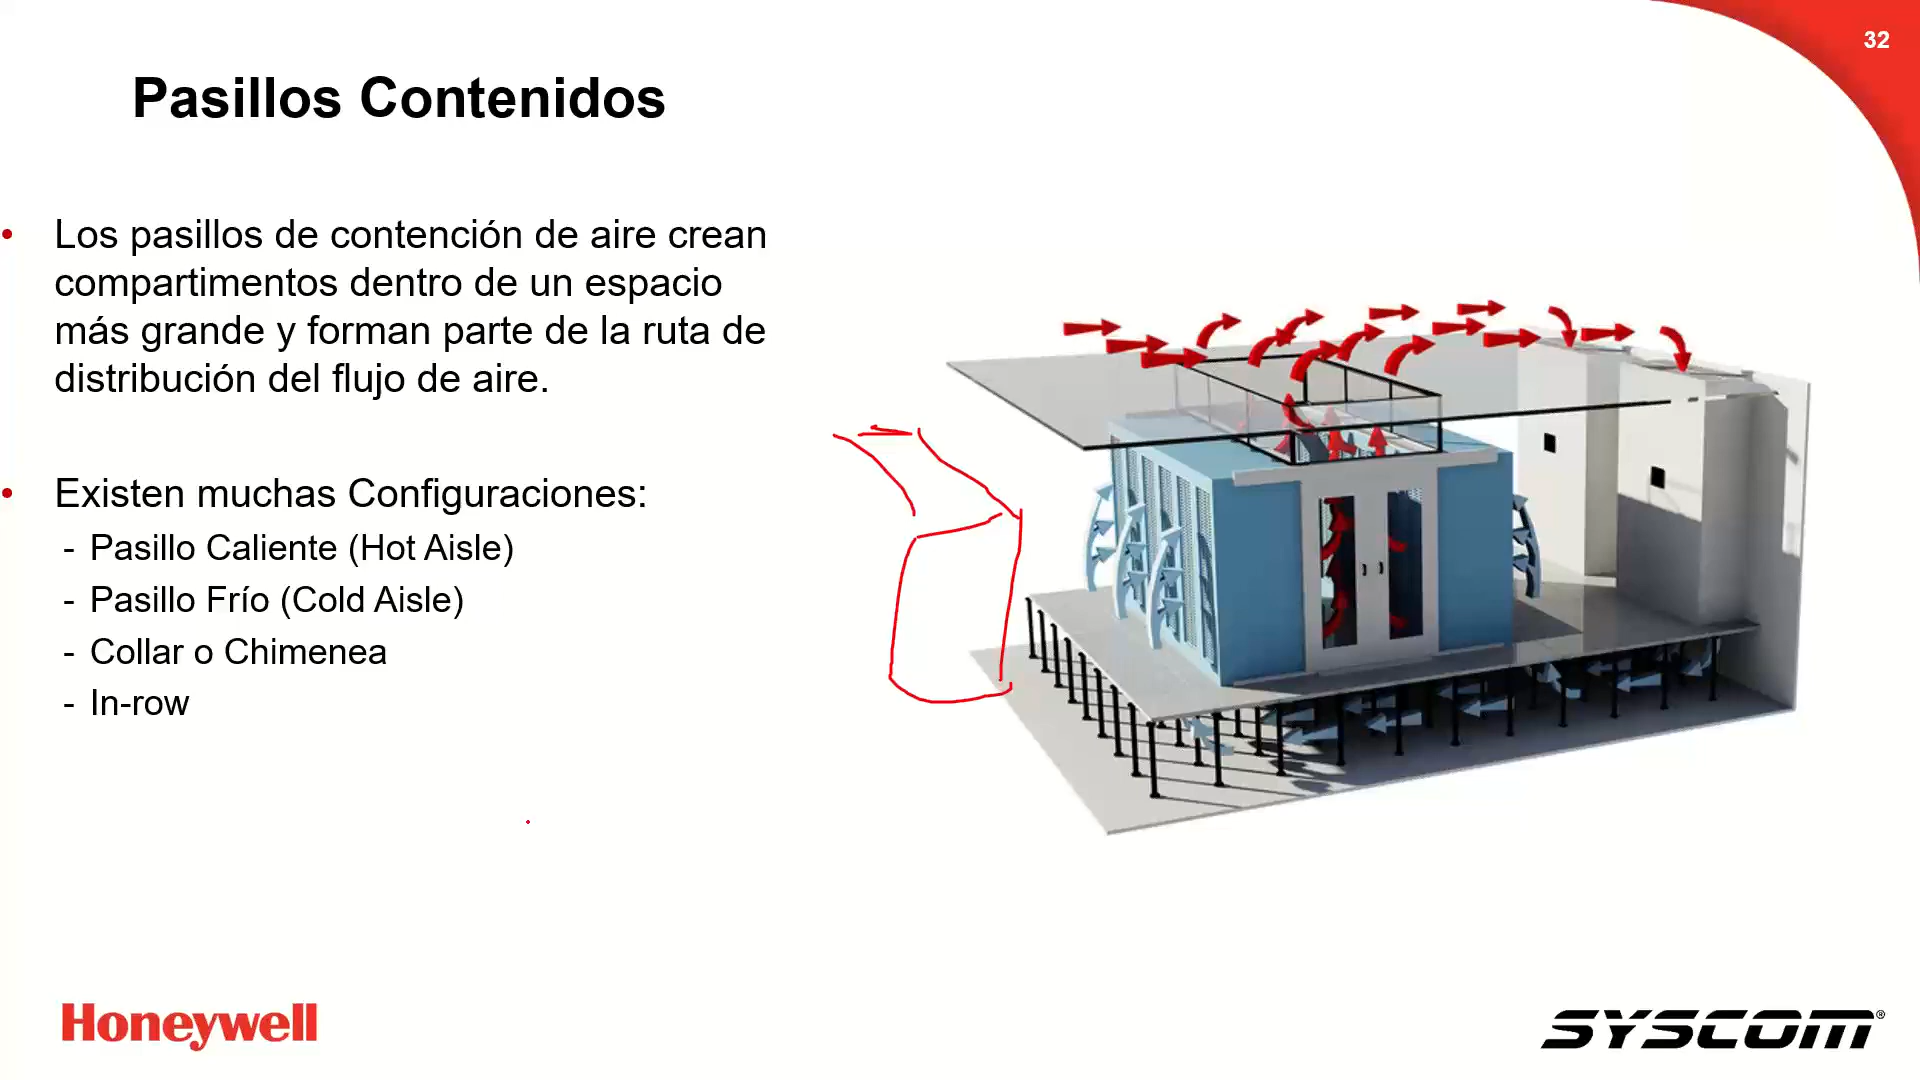 32
Pasillos Contenidos
• Los pasillos de contención de aire crean
compartimentos dentro de un espacio
más grande y forman parte de la ruta de
distribución del flujo de aire.
• Existen muchas Configuraciones:
- Pasillo Caliente (Hot Aisle)
- Pasillo Frío (Cold Aisle)
- Collar o Chimenea
- In-row
Honeywell
SYSCOM®